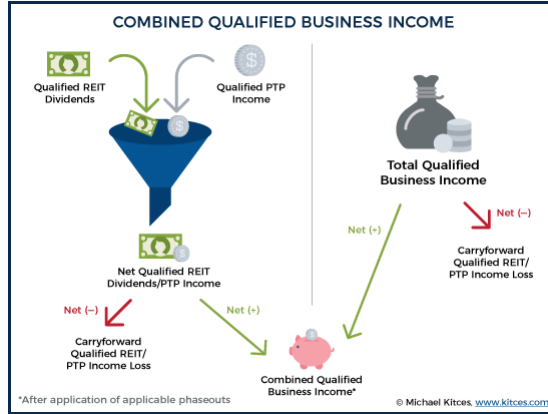 COMBINED QUALIFIED BUSINESS INCOME
Qualified REIT
Dividends
Qualified PTP
Income
$
$
Net Qualified REIT
Dividends/PTP Income
Net (–)
Net (+)
Carryforward
Qualified REIT/
PTP Income Loss
Total Qualified
Business Income
Net (+)
Net (–)
Carryforward
Qualified REIT/
PTP Income Loss
$
Combined Qualified
Business Income*
*After application of applicable phaseouts
© Michael Kitces, www.kitces.com